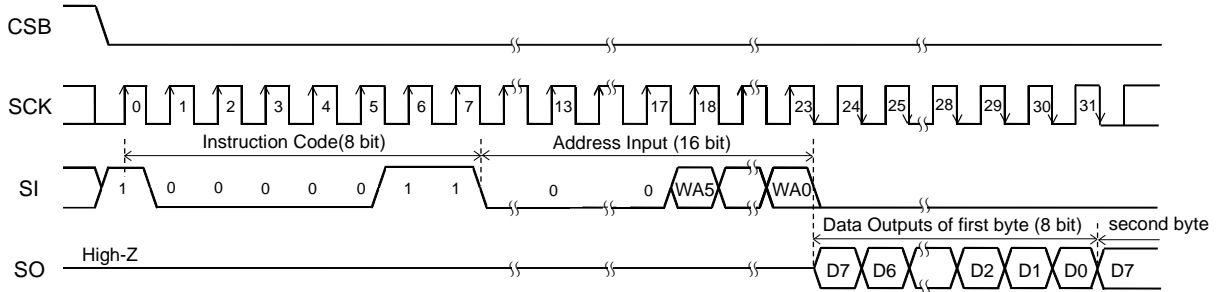 CSB
SCK 0 1 2 3 4 5 6 7 13 17 18 23 24 25 28 29 30 31
Instruction Code(8 bit) Address Input (16 bit)
SI 1 0 0 0 0 0 1 1 0 0 WA5 WA0
Data Outputs of first byte (8 bit) second byte
High-Z
SO D7 D6 D2 D1 D0 D7